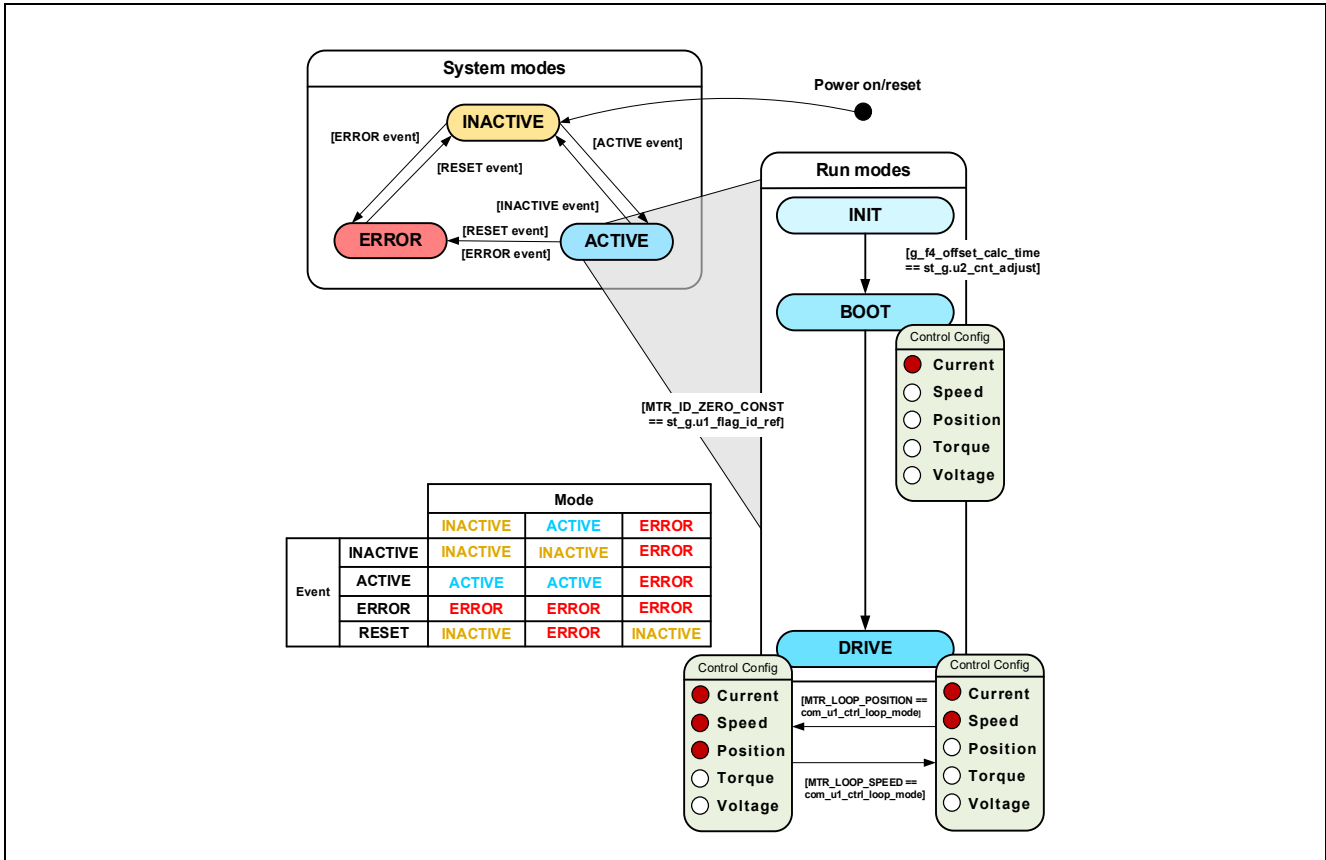 System modes
Power on/reset
INACTIVE
[ERROR event]
[ACTIVE event]
[RESET event]
[INACTIVE event]
ERROR
[RESET event]
[ERROR event]
ACTIVE
Run modes
INIT
[g_f4_offset_calc_time
== st_g.u2_cnt_adjust]
BOOT
Control Config
Current
Speed
Position
Torque
Voltage
[MTR_ID_ZERO_CONST
== st_g.u1_flag_id_ref]
Mode
INACTIVE ACTIVE ERROR
Event
INACTIVE INACTIVE INACTIVE ERROR
ACTIVE ACTIVE ACTIVE ERROR
ERROR ERROR ERROR ERROR
RESET INACTIVE ERROR INACTIVE
DRIVE
Control Config
Current
Speed
Position
Torque
Voltage
[MTR_LOOP_POSITION ==
com_u1_ctrl_loop_mode]
[MTR_LOOP_SPEED ==
com_u1_ctrl_loop_mode]
Control Config
Current
Speed
Position
Torque
Voltage